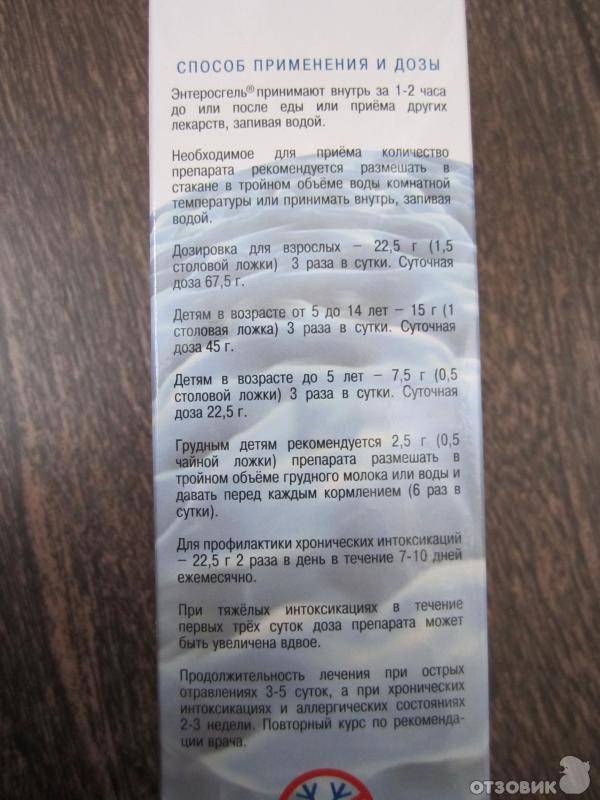 СПОСОБ ПРИМЕНЕНИЯ И ДОЗЫ
Энтеросгель® принимают внутрь за 1-2 часа
до или после еды или приёма других
лекарств, запивая водой.
Необходимое для приёма количество
препарата рекомендуется размешать в
стакане в тройном объёме воды комнатной
температуры или принимать внутрь, запивая
водой.
Дозировка для взрослых – 22,5 г (1,5
столовой ложки) 3 раза в сутки. Суточная
доза 67,5 г.
Детям в возрасте от 5 до 14 лет – 15 г (1
столовая ложка) 3 раза в сутки. Суточная
доза 45 г.
Детям в возрасте до 5 лет – 7,5 г (0,5
столовой ложки) 3 раза в сутки. Суточная
доза 22,5 г.
Грудным детям рекомендуется 2,5 г (0,5
чайной ложки) препарата размешать в
тройном объёме грудного молока или воды и
давать перед каждым кормлением (6 раз в
сутки).
Для профилактики хронических интоксикаций
– 22,5 г 2 раза в день в течение 7-10 дней
ежемесячно.
При тяжёлых интоксикациях в течение
первых трёх суток доза препарата может
быть увеличена вдвое.
Продолжительность лечения при острых
отравлениях 3-5 суток, а при хронических
интоксикациях и аллергических состояниях
2-3 недели. Повторный курс по рекоменда-
ции врача.
ОТЗОВИК